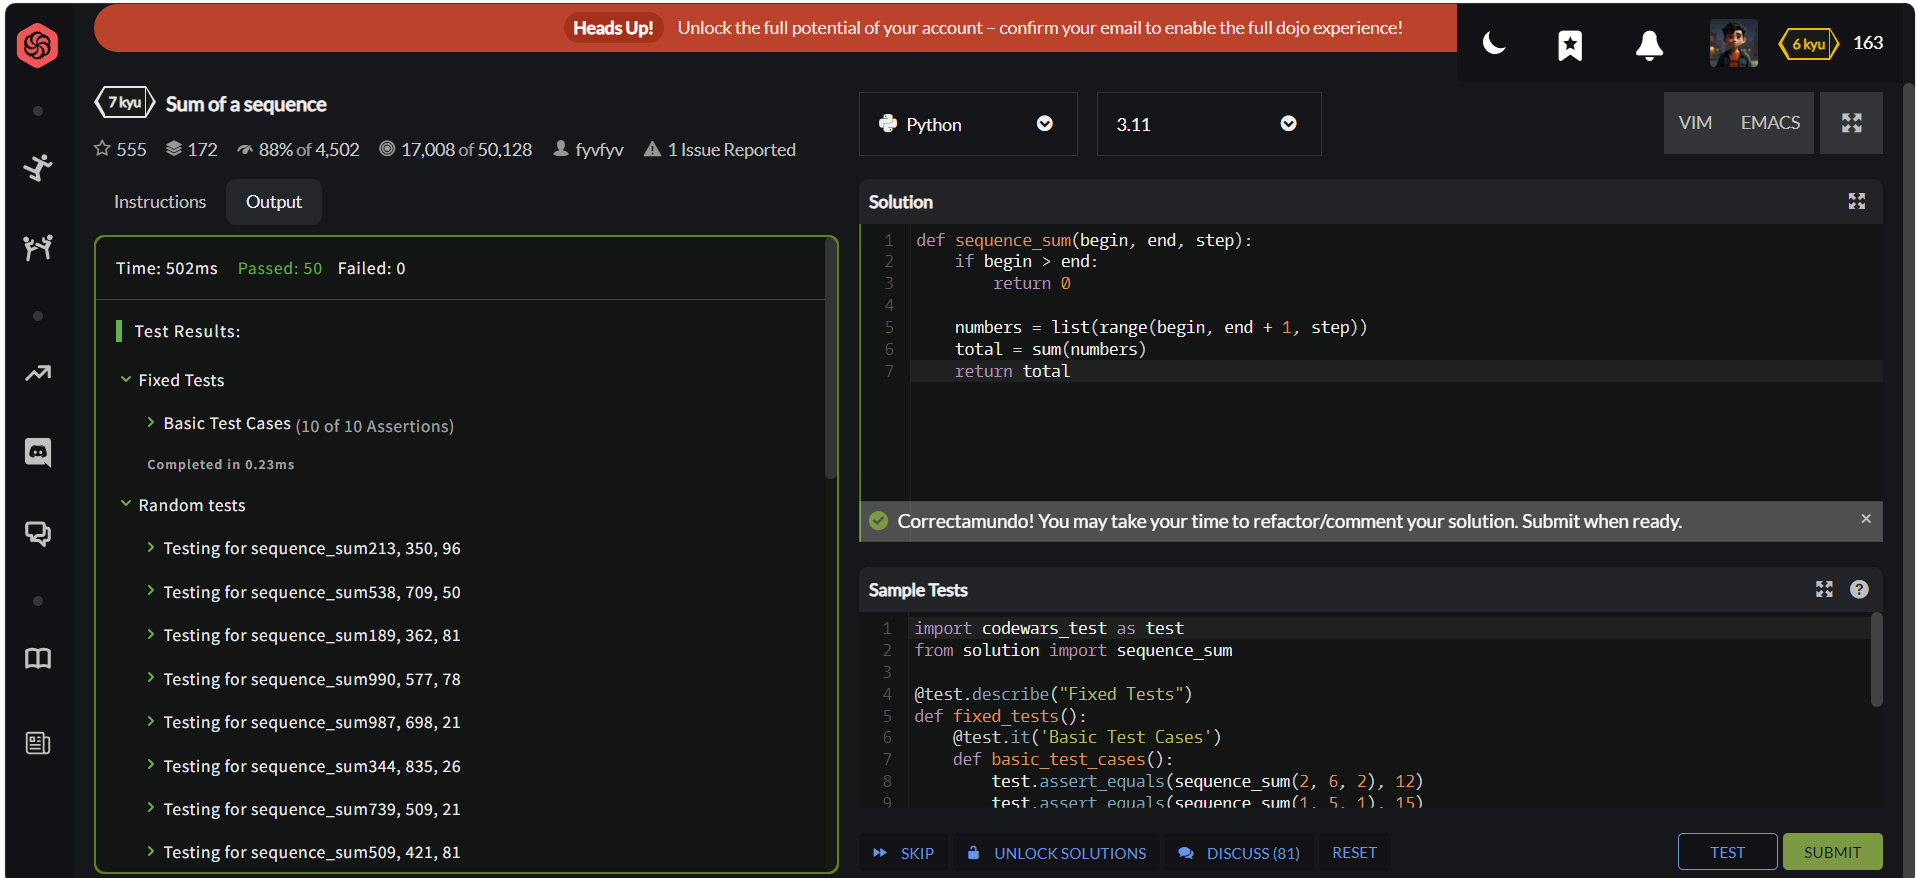 Heads Up! Unlock the full potential of your account – confirm your email to enable the full dojo experience!
6 kyu 163
7 kyu Sum of a sequence
555 172 88% of 4,502 17,008 of 50,128 fyvfyv 1 Issue Reported
Python 3.11 VIM EMACS
Instructions Output
Time: 502ms Passed: 50 Failed: 0
Test Results:
Fixed Tests
Basic Test Cases (10 of 10 Assertions)
Completed in 0.23ms
Random tests
Testing for sequence_sum213, 350, 96
Testing for sequence_sum538, 709, 50
Testing for sequence_sum189, 362, 81
Testing for sequence_sum990, 577, 78
Testing for sequence_sum987, 698, 21
Testing for sequence_sum344, 835, 26
Testing for sequence_sum739, 509, 21
Testing for sequence_sum509, 421, 81
Solution
1 def sequence_sum(begin, end, step):
2     if begin > end:
3         return 0
4
5     numbers = list(range(begin, end + 1, step))
6     total = sum(numbers)
7     return total
Correctamundo! You may take your time to refactor/comment your solution. Submit when ready.
Sample Tests
1 import codewars_test as test
2 from solution import sequence_sum
3
4 @test.describe("Fixed Tests")
5 def fixed_tests():
6     @test.it('Basic Test Cases')
7     def basic_test_cases():
8         test.assert_equals(sequence_sum(2, 6, 2), 12)
9         test.assert_equals(sequence_sum(1, 5, 1), 15)
SKIP UNLOCK SOLUTIONS DISCUSS (81) RESET TEST SUBMIT